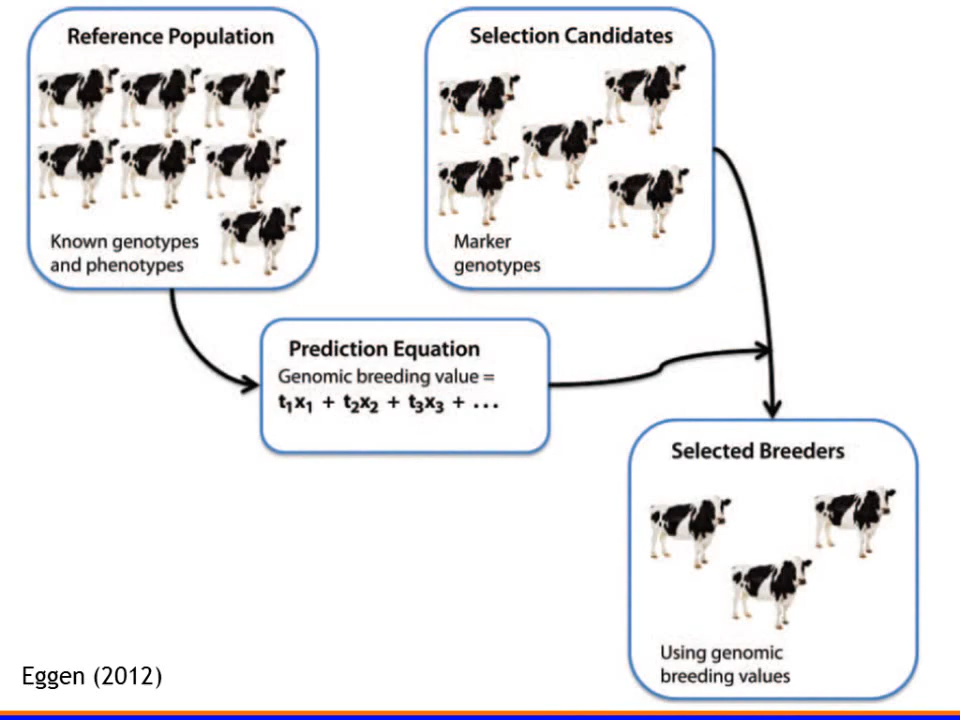 Reference Population
Known genotypes
and phenotypes
Selection Candidates
Marker
genotypes
Prediction Equation
Genomic breeding value =
t₁x₁ + t₂x₂ + t₃x₃ + ...
Selected Breeders
Using genomic
breeding values
Eggen (2012)